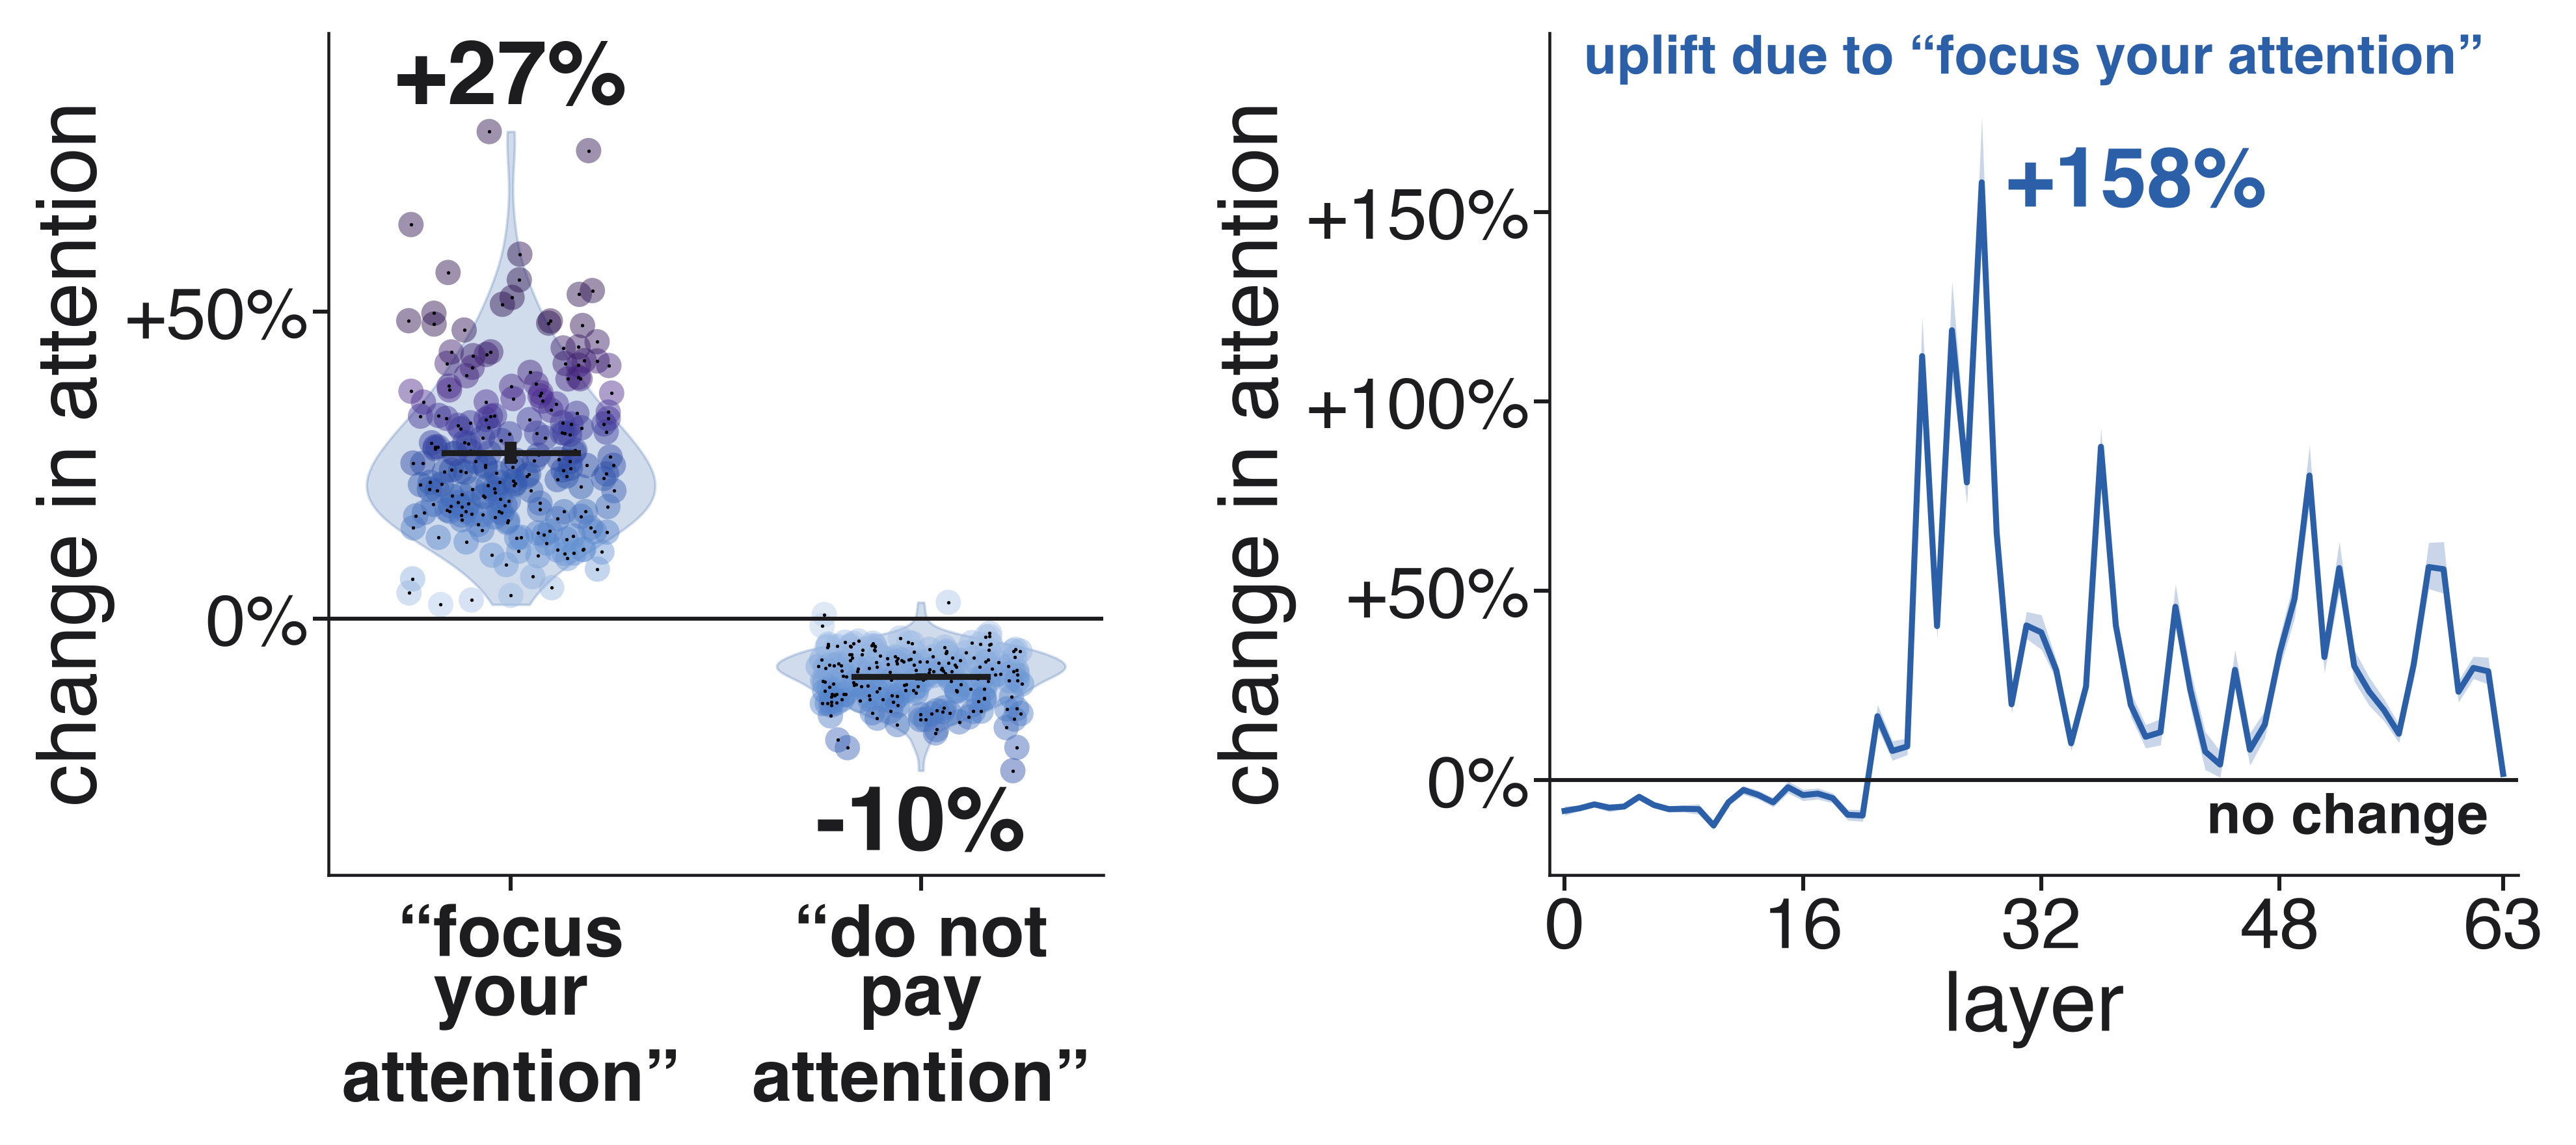 change in attention
+50%
0%
+27%
-10%
“focus
your
attention”
“do not
pay
attention”
change in attention
+150%
+100%
+50%
0%
uplift due to “focus your attention”
+158%
no change
0 16 32 48 63
layer